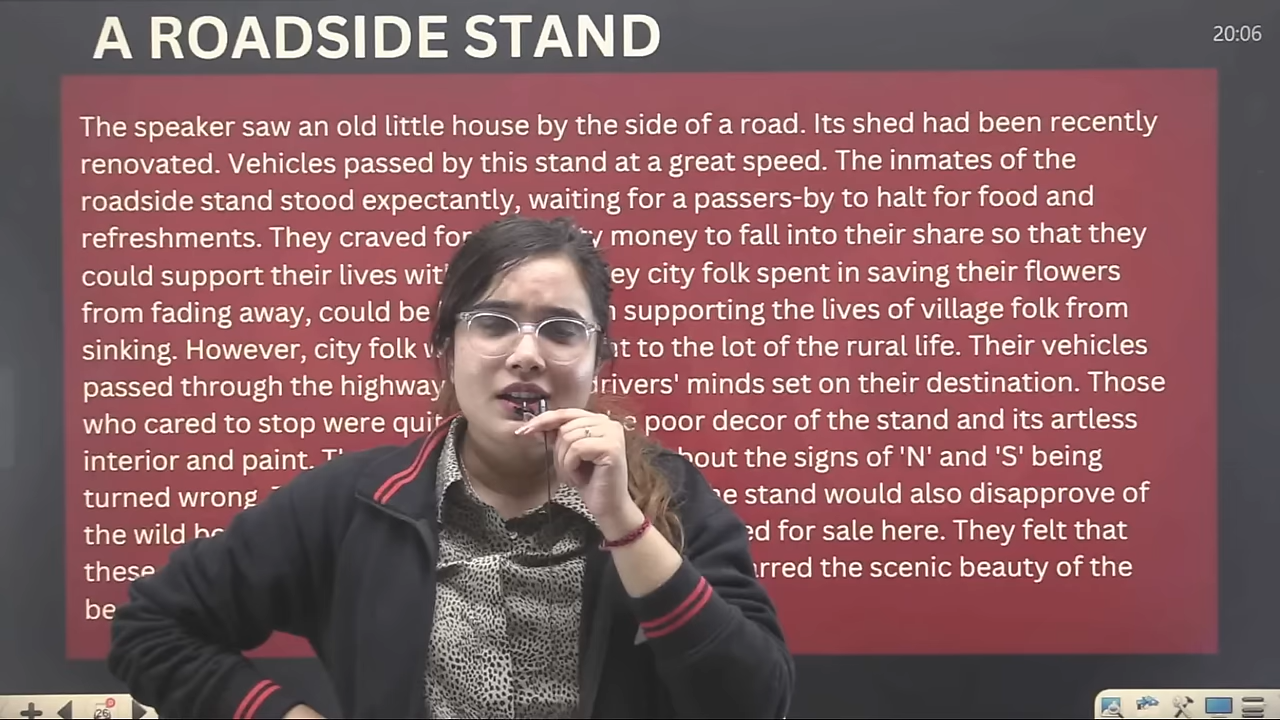 A ROADSIDE STAND
20:06
The speaker saw an old little house by the side of a road. Its shed had been recently
renovated. Vehicles passed by this stand at a great speed. The inmates of the
roadside stand stood expectantly, waiting for a passers-by to halt for food and
refreshments. They craved for money to fall into their share so that they
could support their lives city folk spent in saving their flowers
from fading away, could be supporting the lives of village folk from
sinking. However, city folk to the lot of the rural life. Their vehicles
passed through the highway drivers' minds set on their destination. Those
who cared to stop were poor decor of the stand and its artless
interior and paint. the signs of 'N' and 'S' being
turned wrong. stand would also disapprove of
the wild for sale here. They felt that
these the scenic beauty of the
26